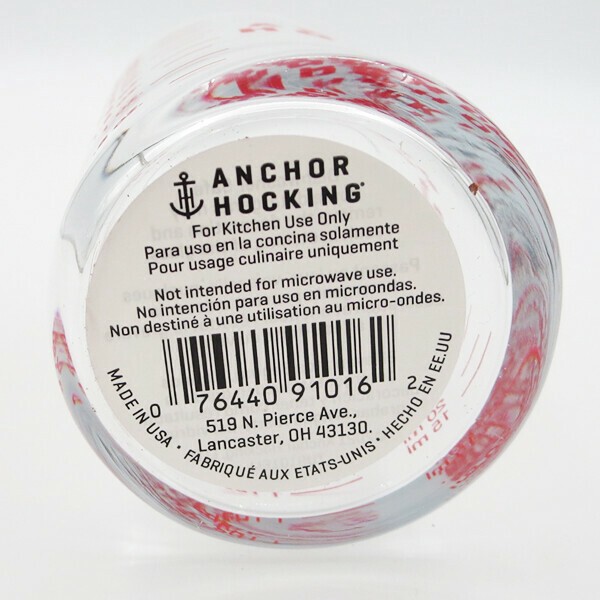 ANCHOR
HOCKING®
For Kitchen Use Only
Para uso en la concina solamente
Pour usage culinaire uniquement
Not intended for microwave use.
No intención para uso en microondas.
Non destiné à une utilisation au micro-ondes.
0 76440 91016 2
519 N. Pierce Ave.,
Lancaster, OH 43130.
MADE IN USA • FABRIQUÉ AUX ETATS-UNIS • HECHO EN EE.UU